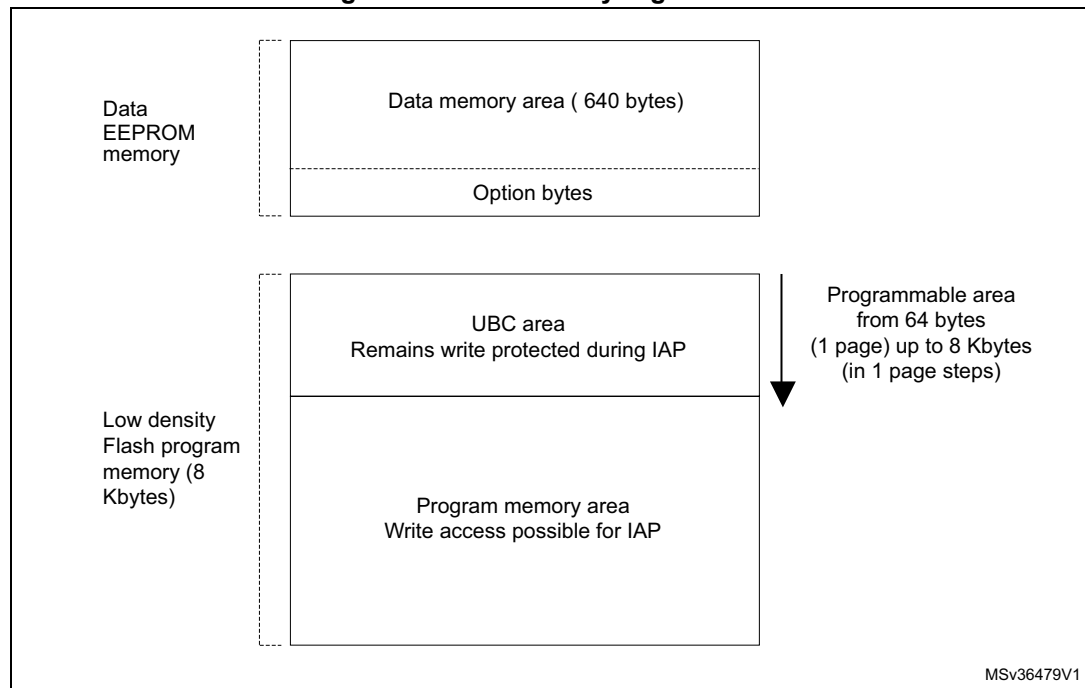 Data memory area ( 640 bytes)
Data
EEPROM
memory
Option bytes
Programmable area
from 64 bytes
(1 page) up to 8 Kbytes
(in 1 page steps)
UBC area
Remains write protected during IAP
Low density
Flash program
memory (8
Kbytes)
Program memory area
Write access possible for IAP
MSv36479V1